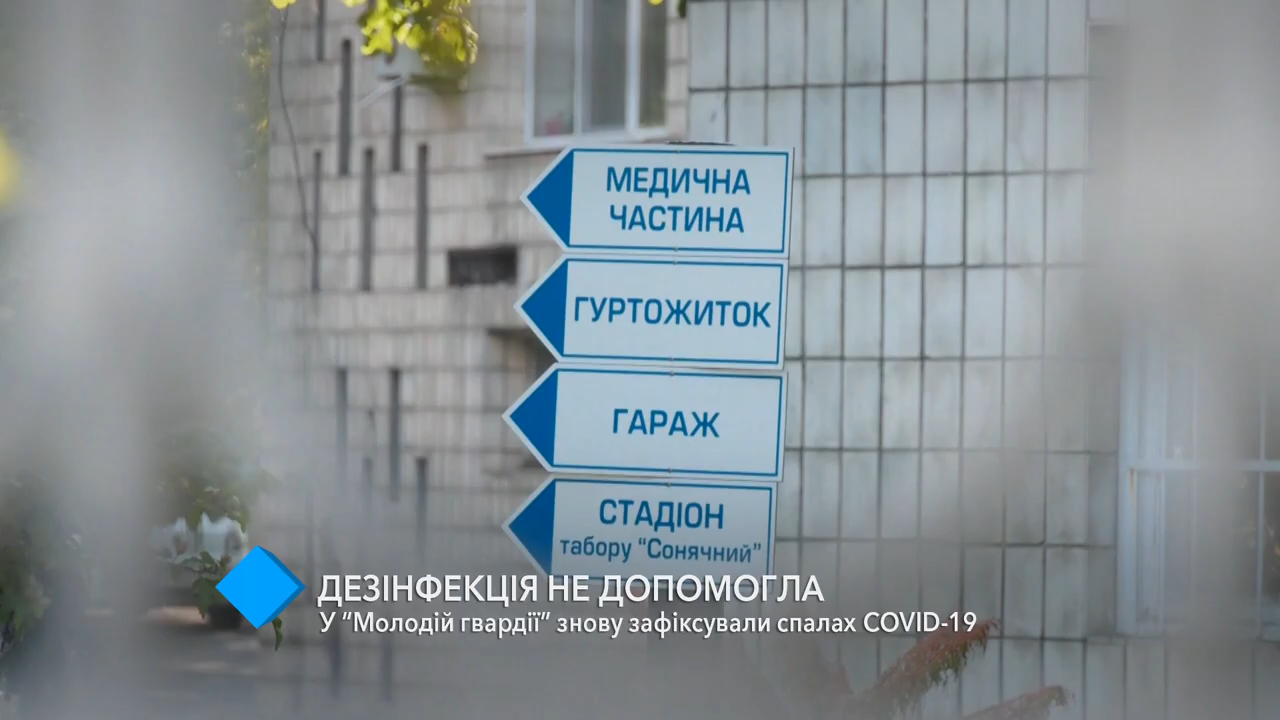 МЕДИЧНА
ЧАСТИНА
ГУРТОЖИТОК
ГАРАЖ
СТАДІОН
табору “Сонячний”
ДЕЗІНФЕКЦІЯ НЕ ДОПОМОГЛА
У “Молодій гвардії” знову зафіксували спалах COVID-19